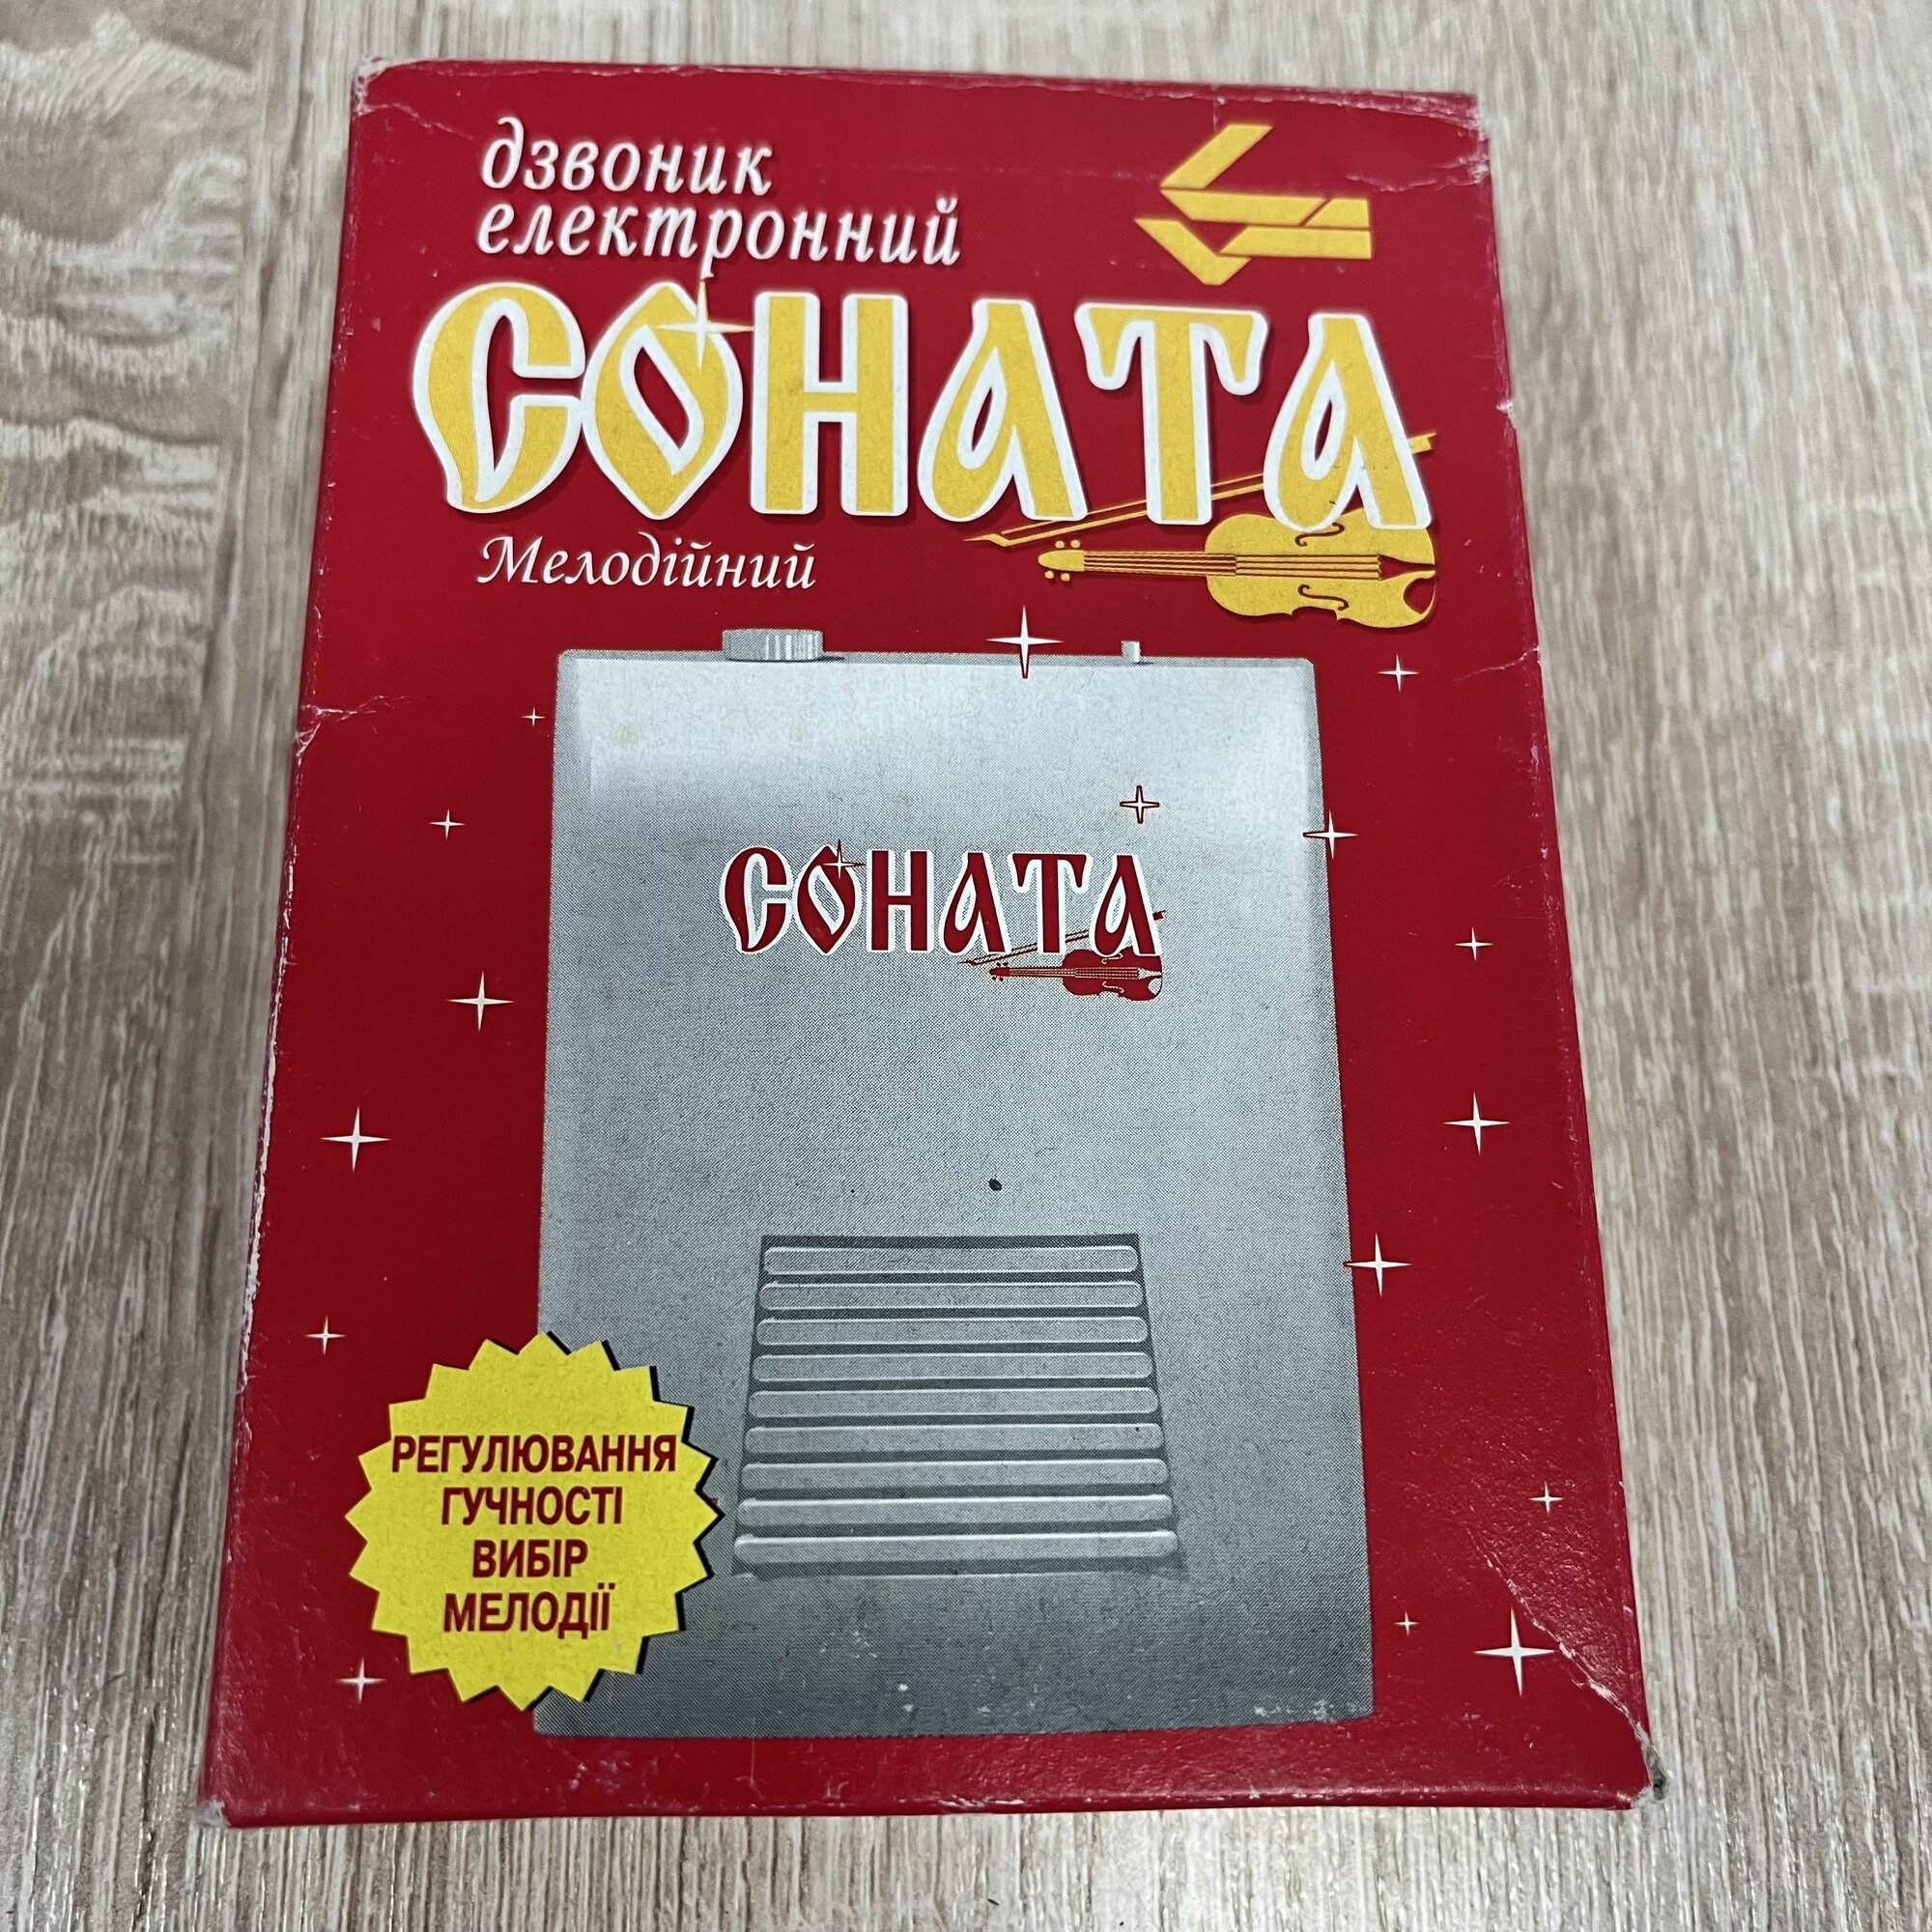 дзвоник
електронний
СОНАТА
Мелодійний
СОНАТА
РЕГУЛЮВАННЯ
ГУЧНОСТІ
ВИБІР
МЕЛОДІЇ